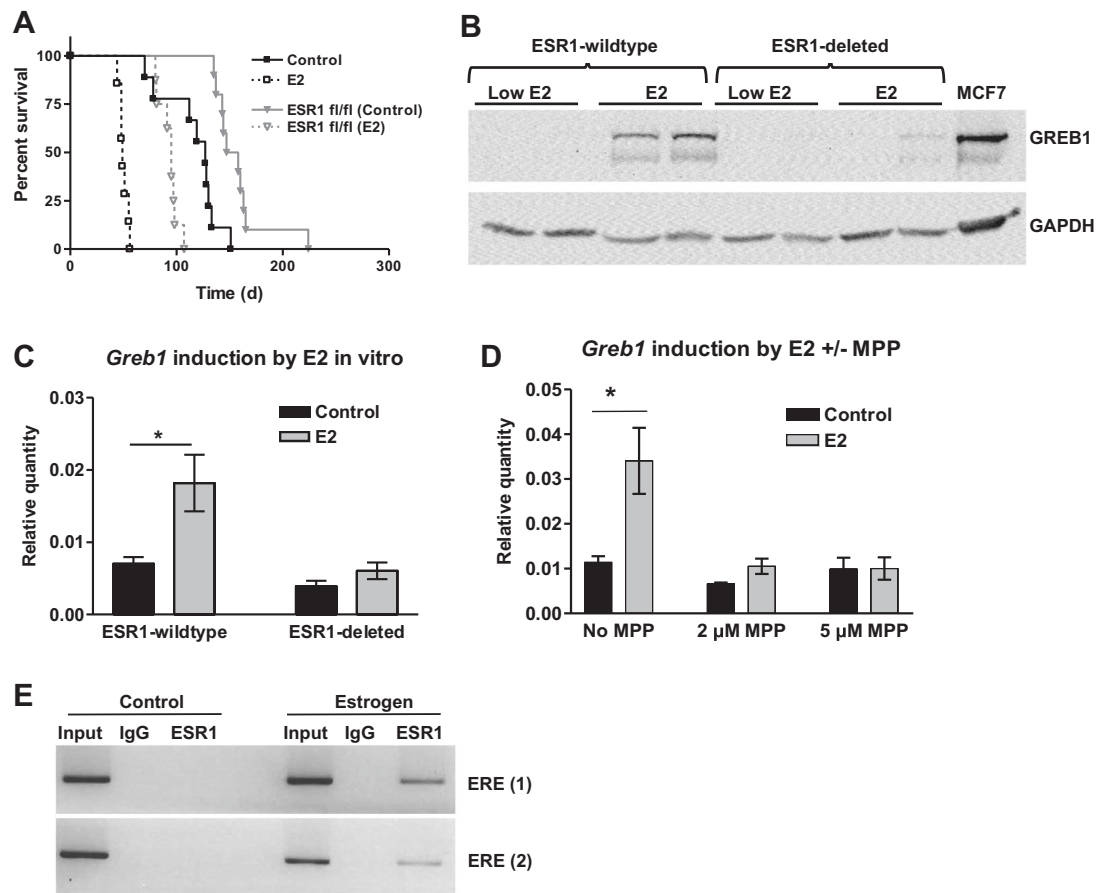 A
Percent survival
100
75
50
25
0
0
100
200
300
Time (d)
Control
E2
ESR1 fl/fl (Control)
ESR1 fl/fl (E2)
B
ESR1-wildtype
ESR1-deleted
Low E2
E2
Low E2
E2
MCF7
GREB1
GAPDH
C
Greb1 induction by E2 in vitro
Relative quantity
0.03
0.02
0.01
0.00
*
Control
E2
ESR1-wildtype
ESR1-deleted
D
Greb1 induction by E2 +/- MPP
Relative quantity
0.05
0.04
0.03
0.02
0.01
0.00
*
Control
E2
No MPP
2 µM MPP
5 µM MPP
E
Control
Estrogen
Input IgG ESR1
Input IgG ESR1
ERE (1)
ERE (2)